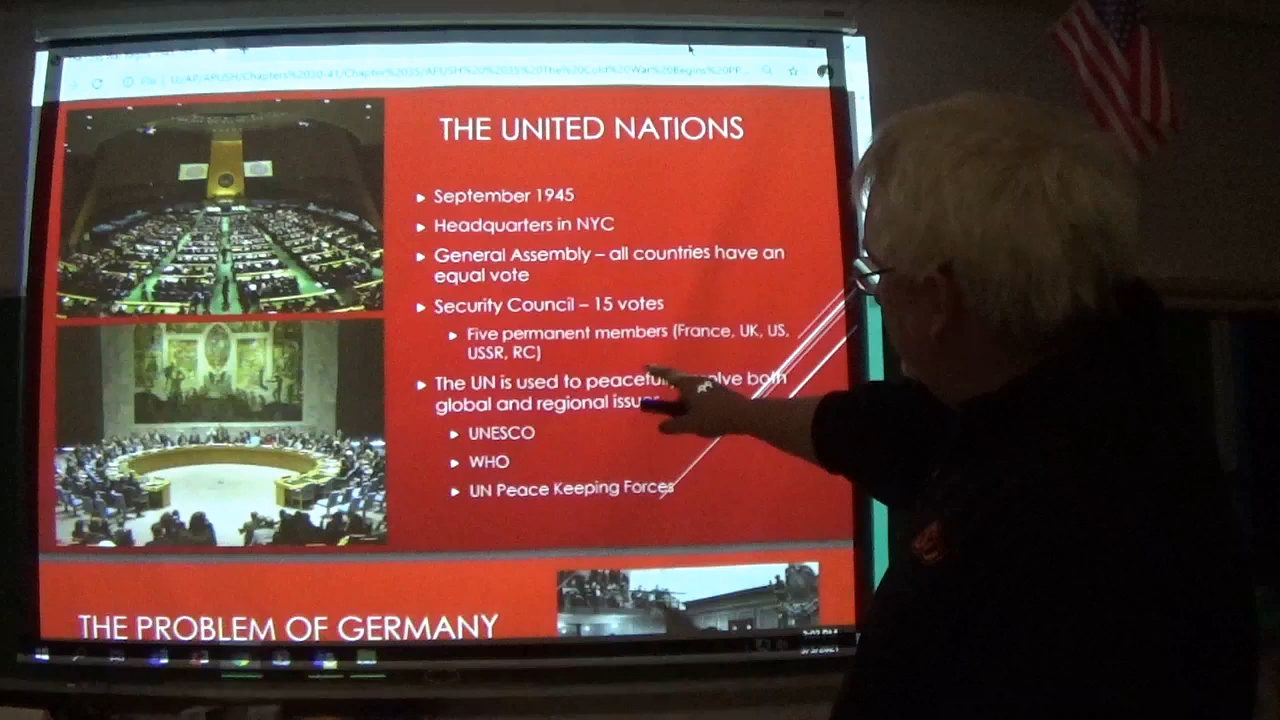 THE UNITED NATIONS
September 1945
Headquarters in NYC
General Assembly – all countries have an
equal vote
Security Council – 15 votes
Five permanent members (France, UK, US,
USSR, RC)
The UN is used to both
global and regional
UNESCO
WHO
UN Peace Keeping Forces
THE PROBLEM OF GERMANY